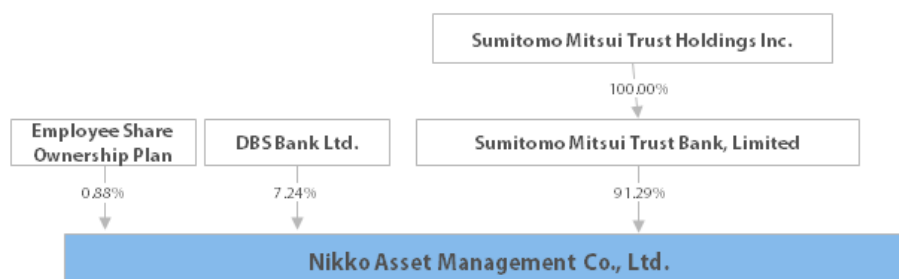 Sumitomo Mitsui Trust Holdings Inc.
100.00%
Employee Share
Ownership Plan
DBS Bank Ltd.
Sumitomo Mitsui Trust Bank, Limited
0.88%
7.24%
91.29%
Nikko Asset Management Co., Ltd.